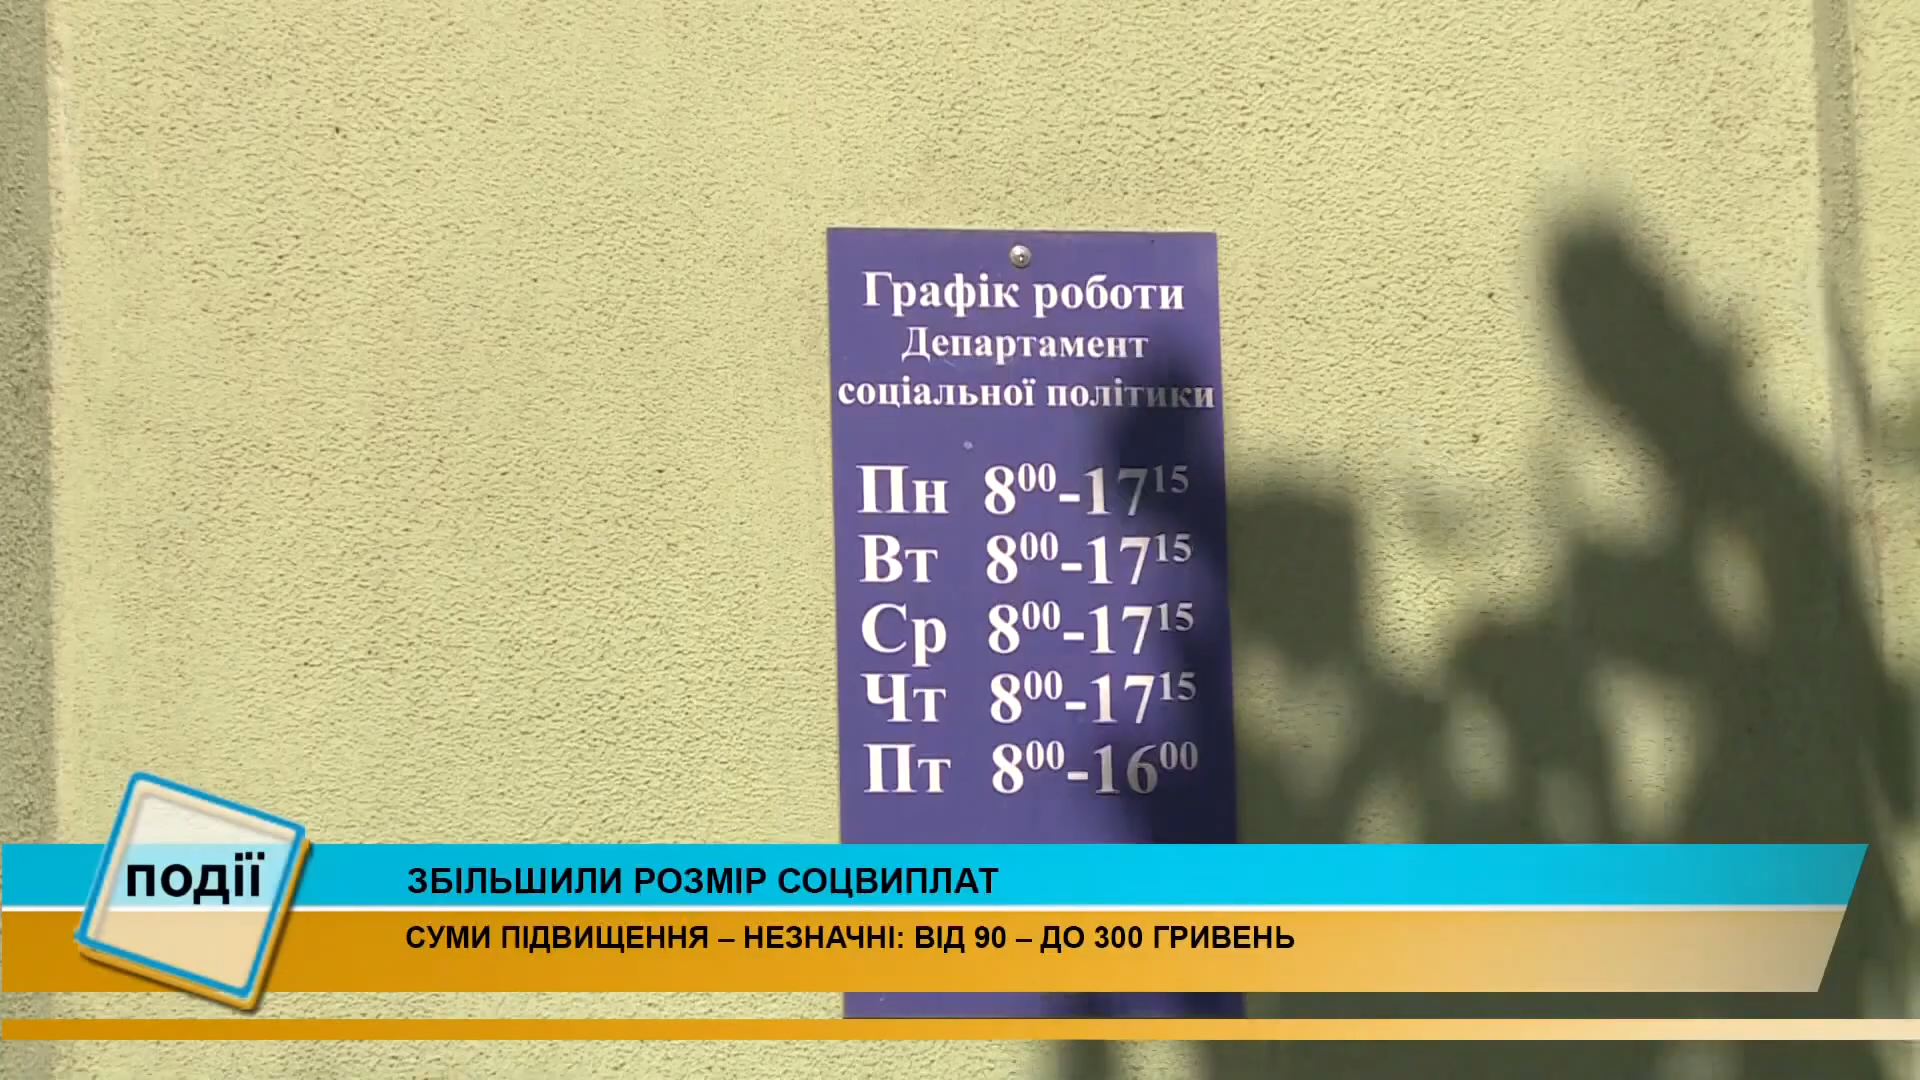 Графік роботи
Департамент
соціальної політики
Пн 8⁰⁰-17¹⁵
Вт 8⁰⁰-17¹⁵
Ср 8⁰⁰-17¹⁵
Чт 8⁰⁰-17¹⁵
Пт 8⁰⁰-16⁰⁰
події
ЗБІЛЬШИЛИ РОЗМІР СОЦВИПЛАТ
СУМИ ПІДВИЩЕННЯ – НЕЗНАЧНІ: ВІД 90 – ДО 300 ГРИВЕНЬ